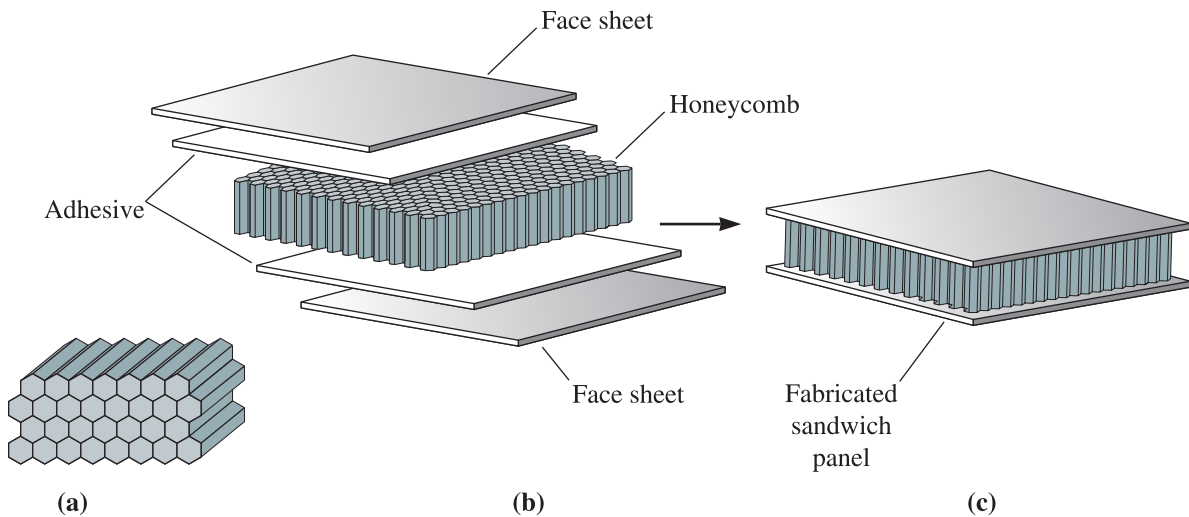 Face sheet
Honeycomb
Adhesive
Face sheet
Fabricated
sandwich
panel
(a)
(b)
(c)